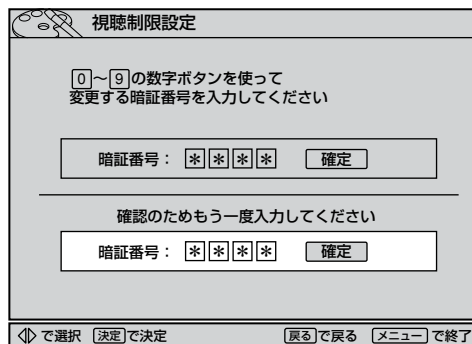 視聴制限設定
0～9の数字ボタンを使って
変更する暗証番号を入力してください
暗証番号： ＊＊＊＊ 確定
確認のためもう一度入力してください
暗証番号： ＊＊＊＊ 確定
で選択 決定で決定 戻るで戻る メニューで終了